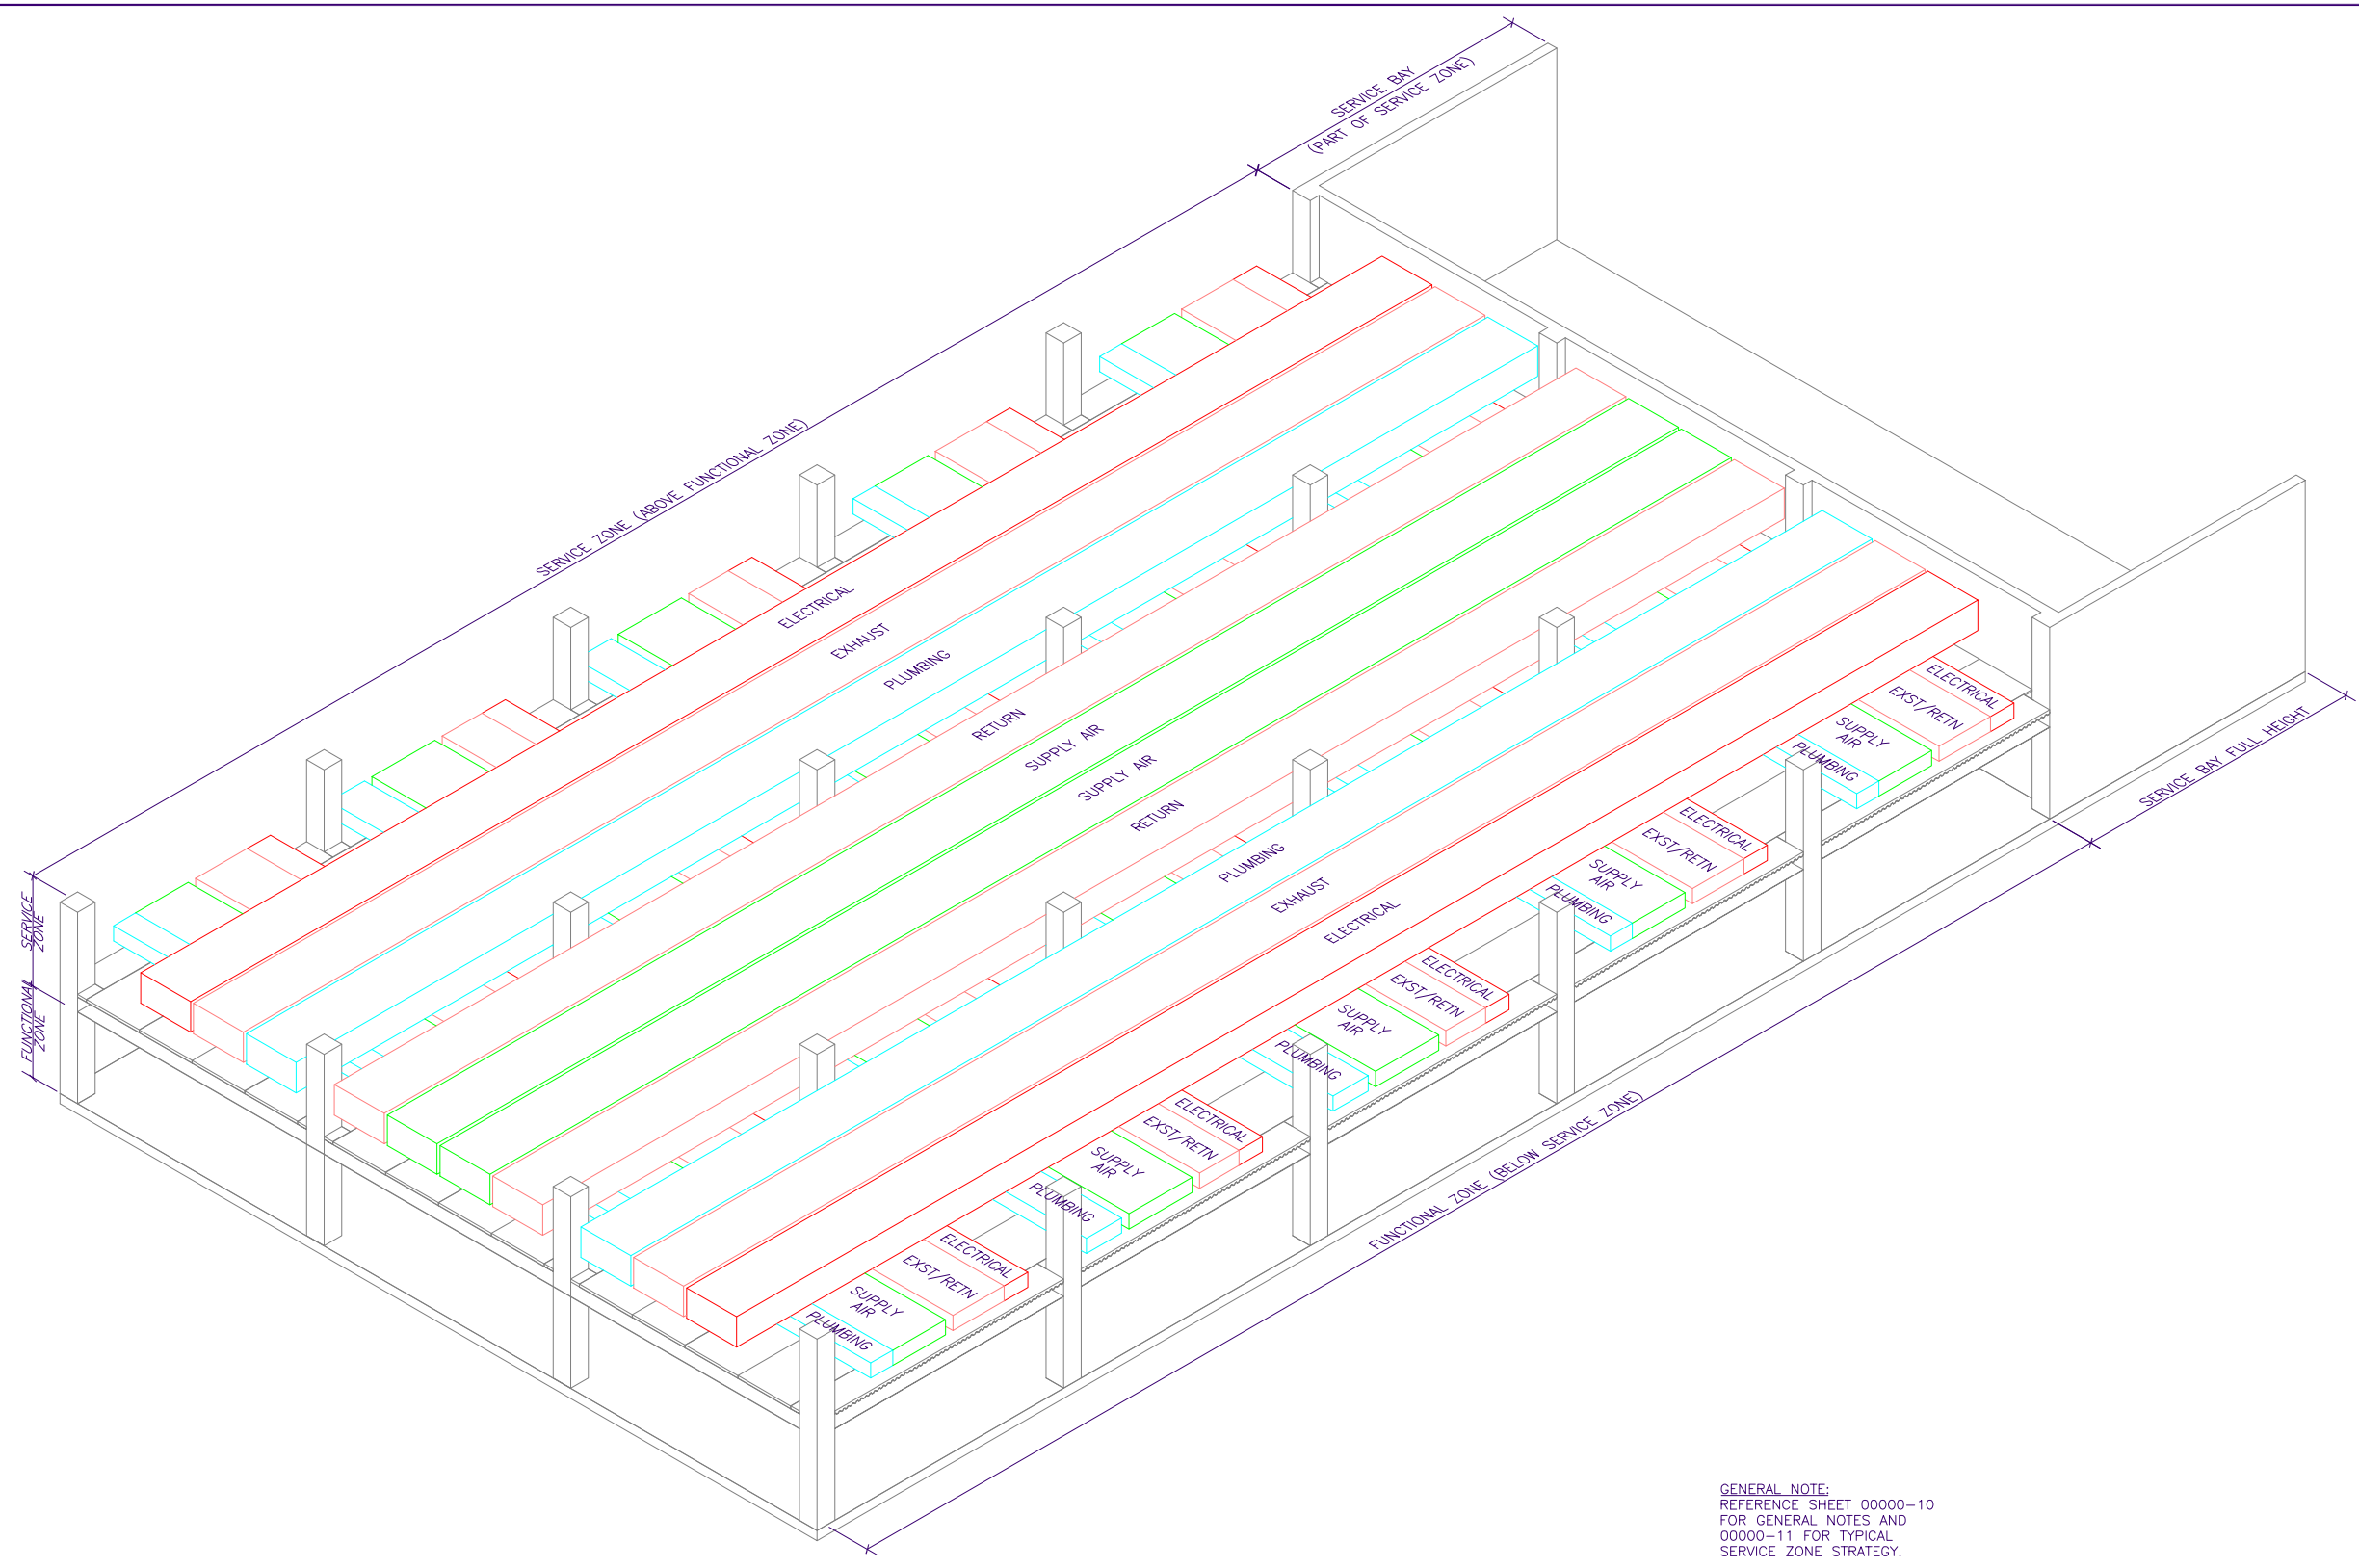 SERVICE BAY
(PART OF SERVICE ZONE)
SERVICE ZONE (ABOVE FUNCTIONAL ZONE)
SERVICE
ZONE
FUNCTIONAL
ZONE
ELECTRICAL
EXHAUST
PLUMBING
RETURN
SUPPLY AIR
SUPPLY AIR
RETURN
PLUMBING
EXHAUST
ELECTRICAL
ELECTRICAL
EXST/RETN
SUPPLY
AIR
PLUMBING
ELECTRICAL
EXST/RETN
SUPPLY
AIR
PLUMBING
ELECTRICAL
EXST/RETN
SUPPLY
AIR
PLUMBING
ELECTRICAL
EXST/RETN
SUPPLY
AIR
PLUMBING
ELECTRICAL
EXST/RETN
SUPPLY
AIR
PLUMBING
SERVICE BAY FULL HEIGHT
FUNCTIONAL ZONE (BELOW SERVICE ZONE)
GENERAL NOTE:
REFERENCE SHEET 00000-10
FOR GENERAL NOTES AND
00000-11 FOR TYPICAL
SERVICE ZONE STRATEGY.